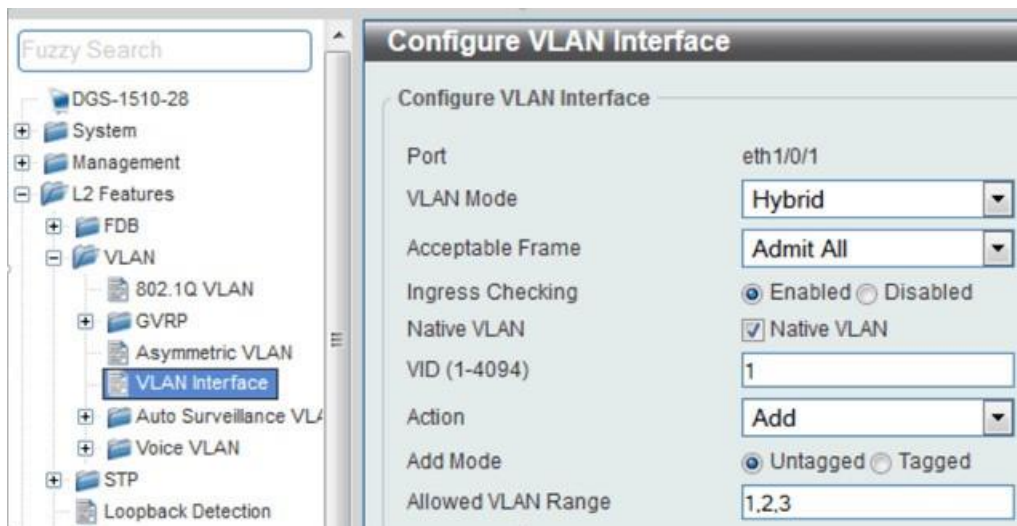 Fuzzy Search
DGS-1510-28
System
Management
L2 Features
FDB
VLAN
802.1Q VLAN
GVRP
Asymmetric VLAN
VLAN Interface
Auto Surveillance
Voice VLAN
STP
Loopback Detection
Configure VLAN Interface
Configure VLAN Interface
Port eth1/0/1
VLAN Mode Hybrid
Acceptable Frame Admit All
Ingress Checking Enabled Disabled
Native VLAN Native VLAN
VID (1-4094) 1
Action Add
Add Mode Untagged Tagged
Allowed VLAN Range 1,2,3